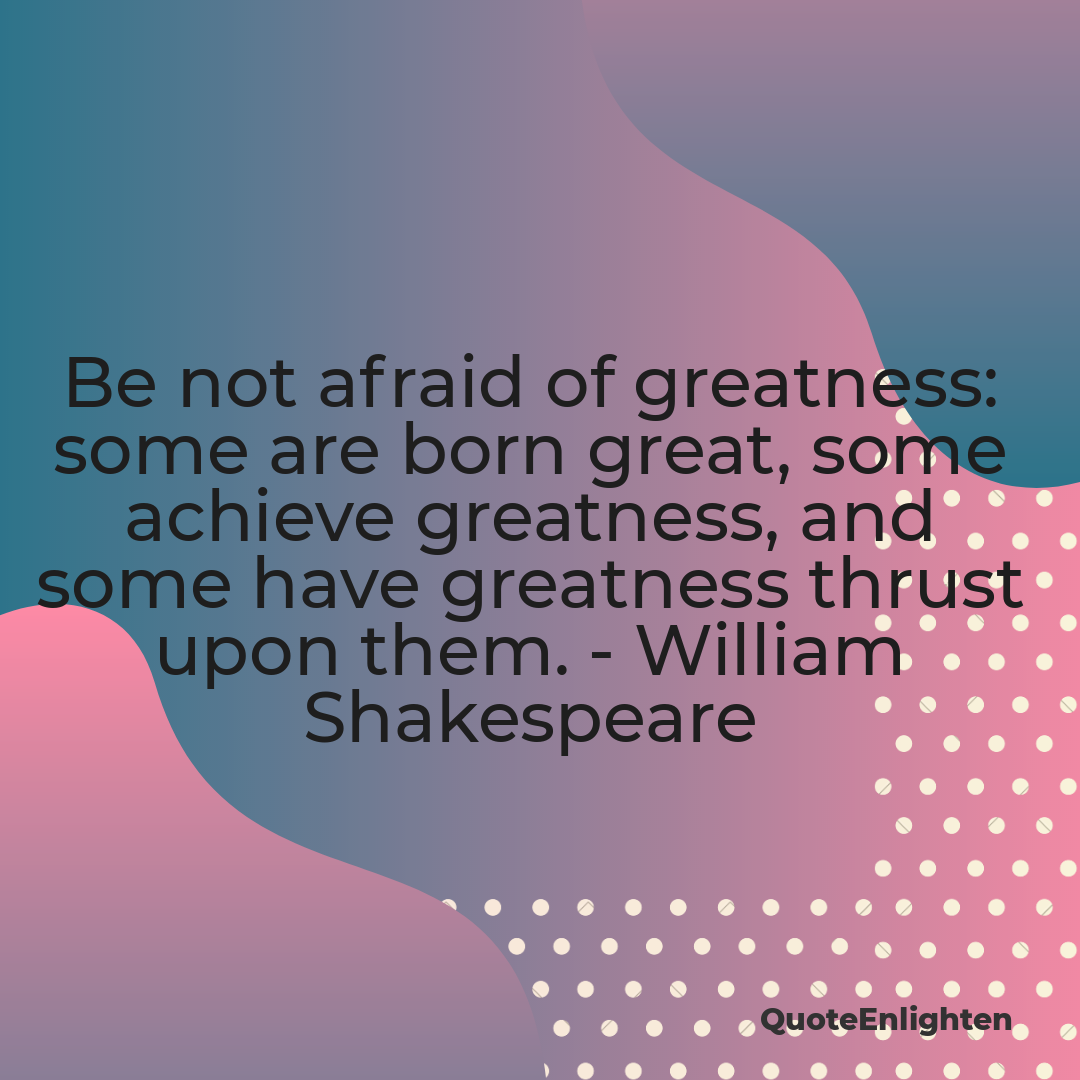 Be not afraid of greatness:
some are born great, some
achieve greatness, and
some have greatness thrust
upon them. - William
Shakespeare
QuoteEnlighten